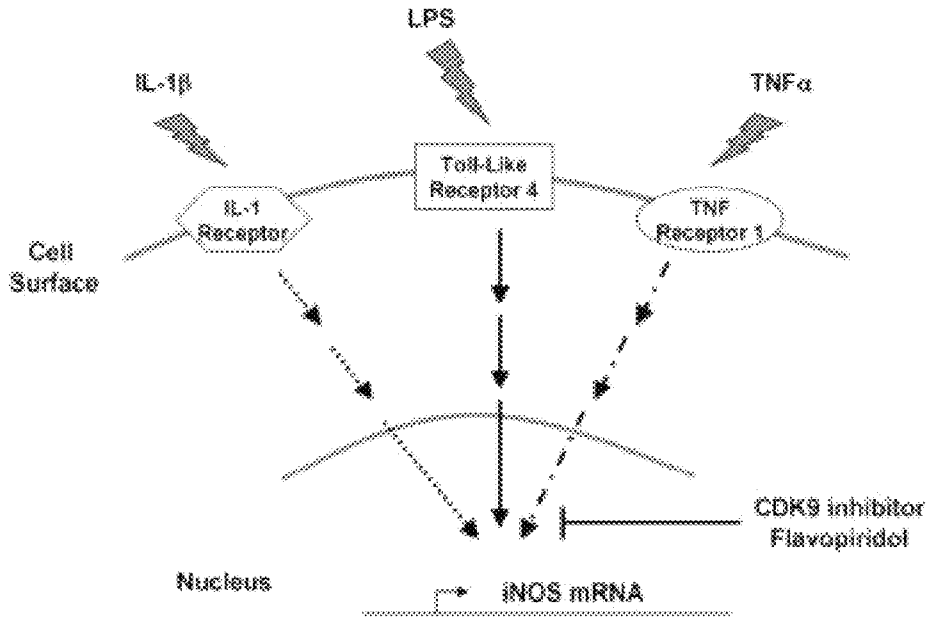 LPS
IL-1β
TNFα
Toll-Like
Receptor 4
IL-1
Receptor
TNF
Receptor 1
Cell
Surface
CDK9 inhibitor
Flavopiridol
Nucleus
iNOS mRNA